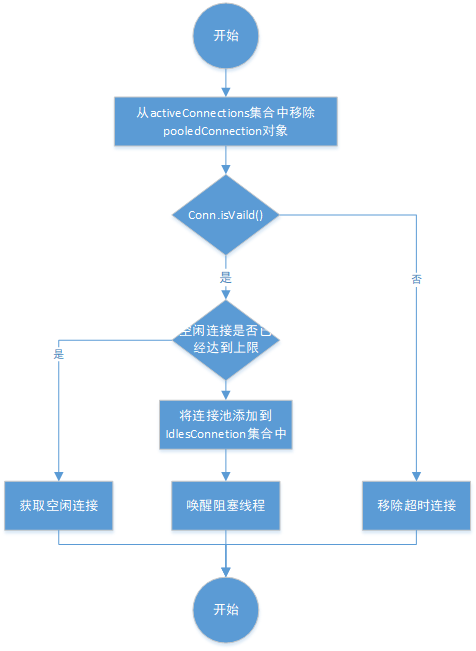 开始
从activeConnections集合中移除
pooledConnection对象
Conn.isVaild()
是
否
空闲连接是否已
经达到上限
是
将连接池添加到
IdlesConnetion集合中
获取空闲连接
唤醒阻塞线程
移除超时连接
开始